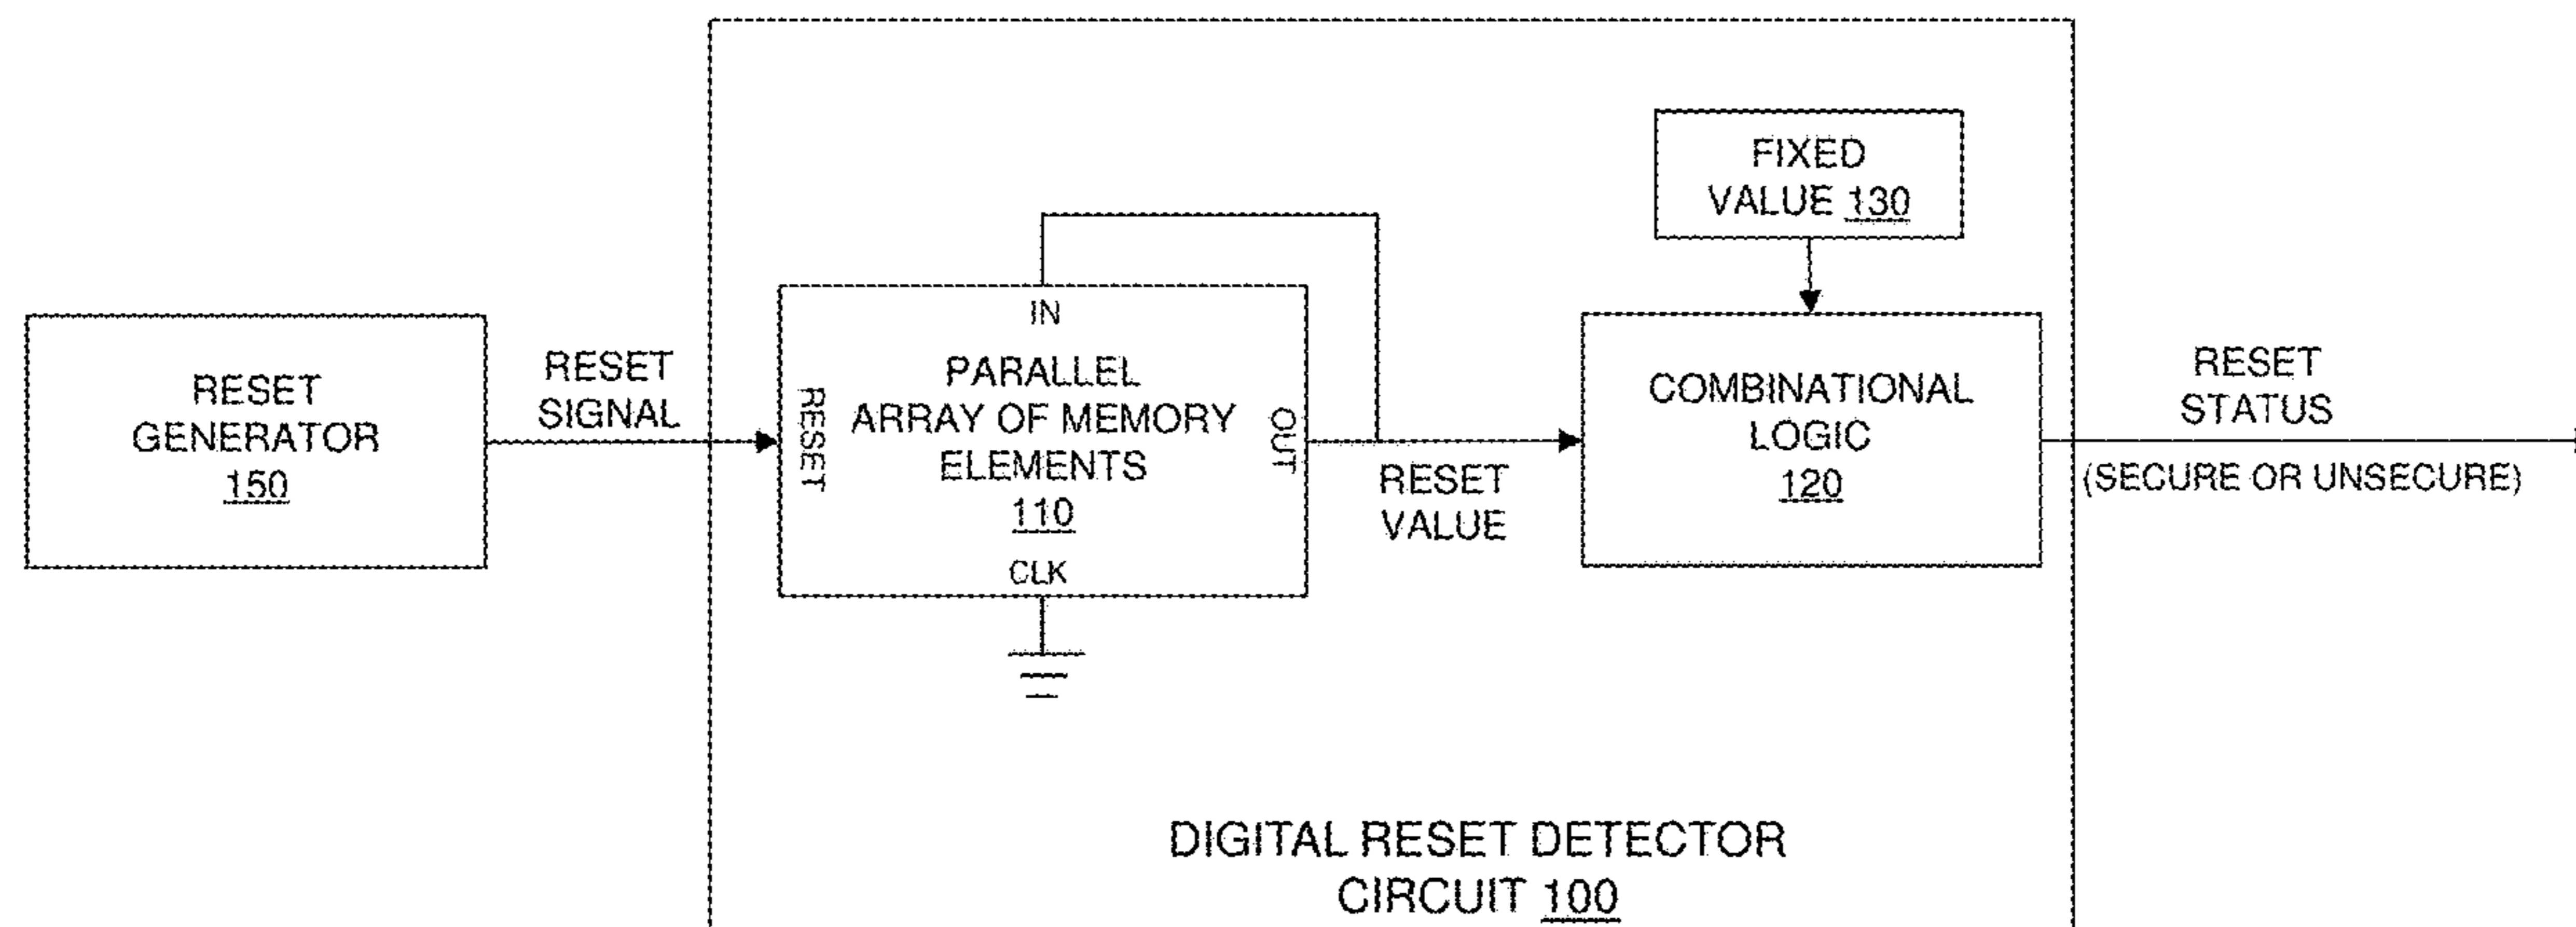 FIXED
VALUE 130
RESET
GENERATOR
150
RESET
SIGNAL
RESET
IN
PARALLEL
ARRAY OF MEMORY
ELEMENTS
110
OUT
CLK
RESET
VALUE
COMBINATIONAL
LOGIC
120
RESET
STATUS
(SECURE OR UNSECURE)
DIGITAL RESET DETECTOR
CIRCUIT 100